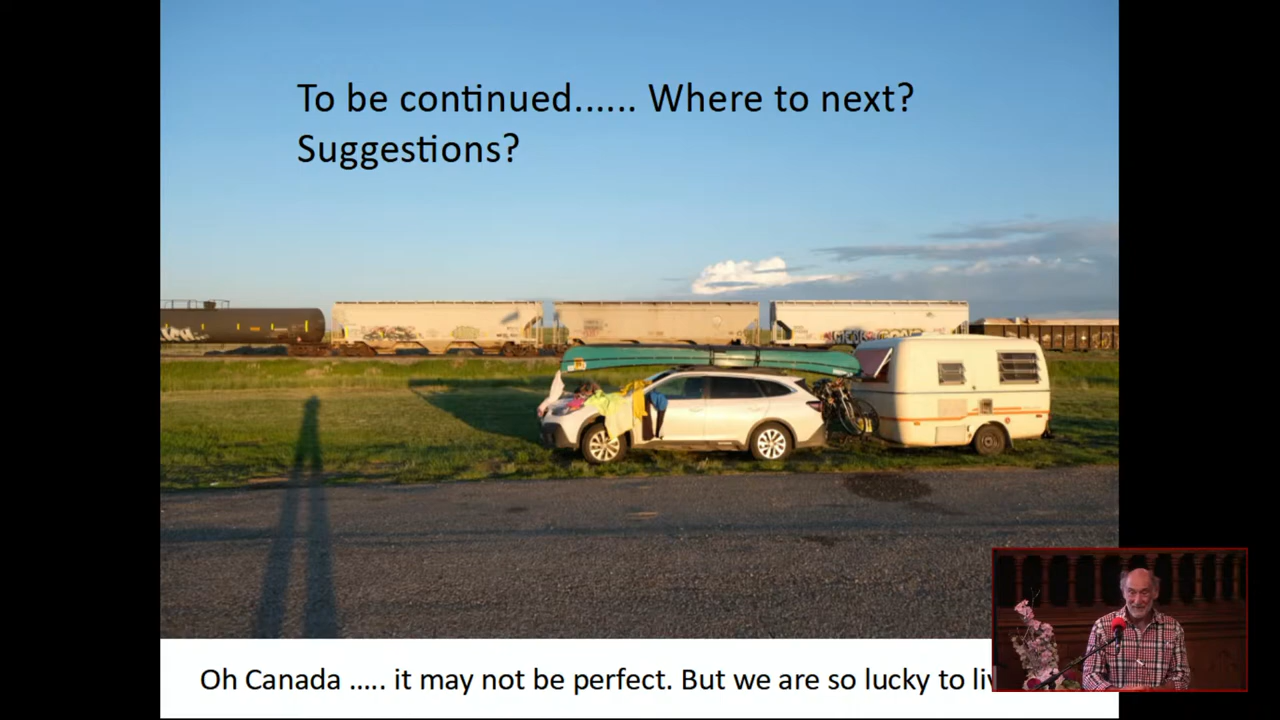 To be continued...... Where to next?
Suggestions?
Oh Canada ..... it may not be perfect. But we are so lucky to